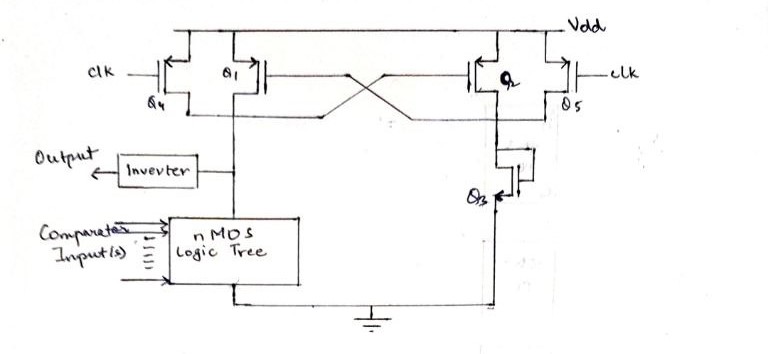 Vdd
clk
Q1
Q2
clk
Q4
Q5
Output
Inverter
Q3
Comparator
Input(s)
nMOS
Logic Tree